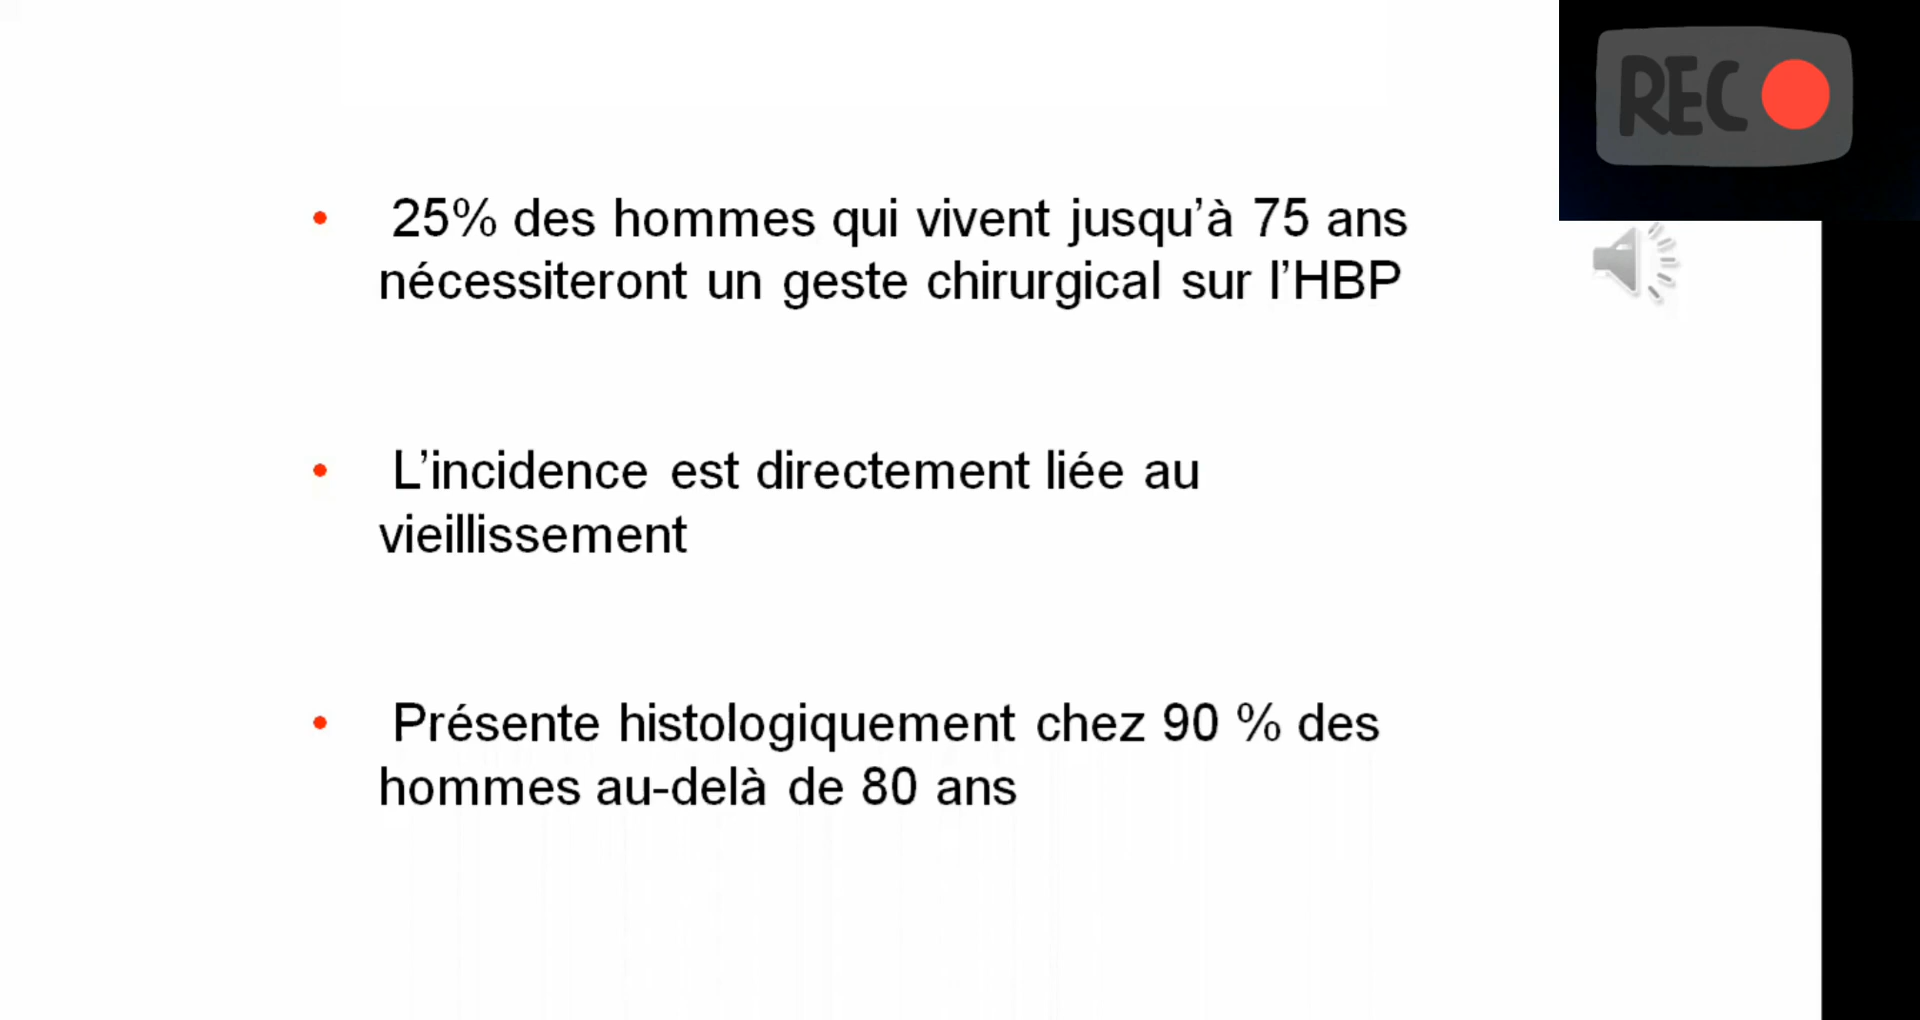 REC
• 25% des hommes qui vivent jusqu’à 75 ans
nécessiteront un geste chirurgical sur l’HBP
• L’incidence est directement liée au
vieillissement
• Présente histologiquement chez 90 % des
hommes au-delà de 80 ans